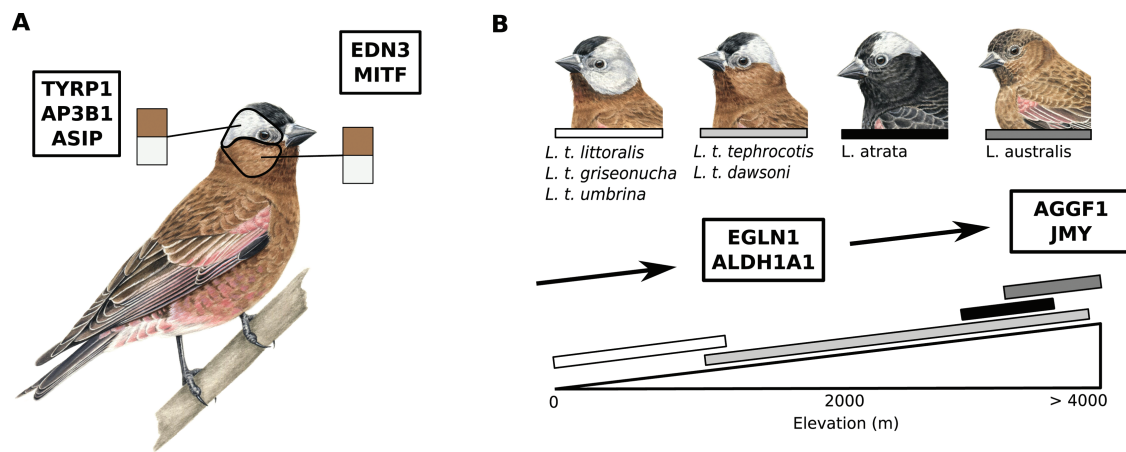 A
TYRP1
AP3B1
ASIP
EDN3
MITF
B
L. t. littoralis
L. t. griseonucha
L. t. umbrina
L. t. tephrocotis
L. t. dawsoni
L. atrata
L. australis
EGLN1
ALDH1A1
AGGF1
JMY
0
2000
> 4000
Elevation (m)